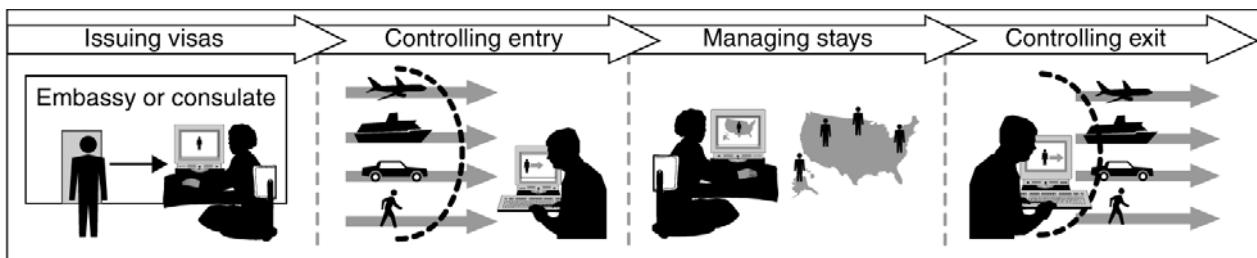 Issuing visas
Controlling entry
Managing stays
Controlling exit
Embassy or consulate